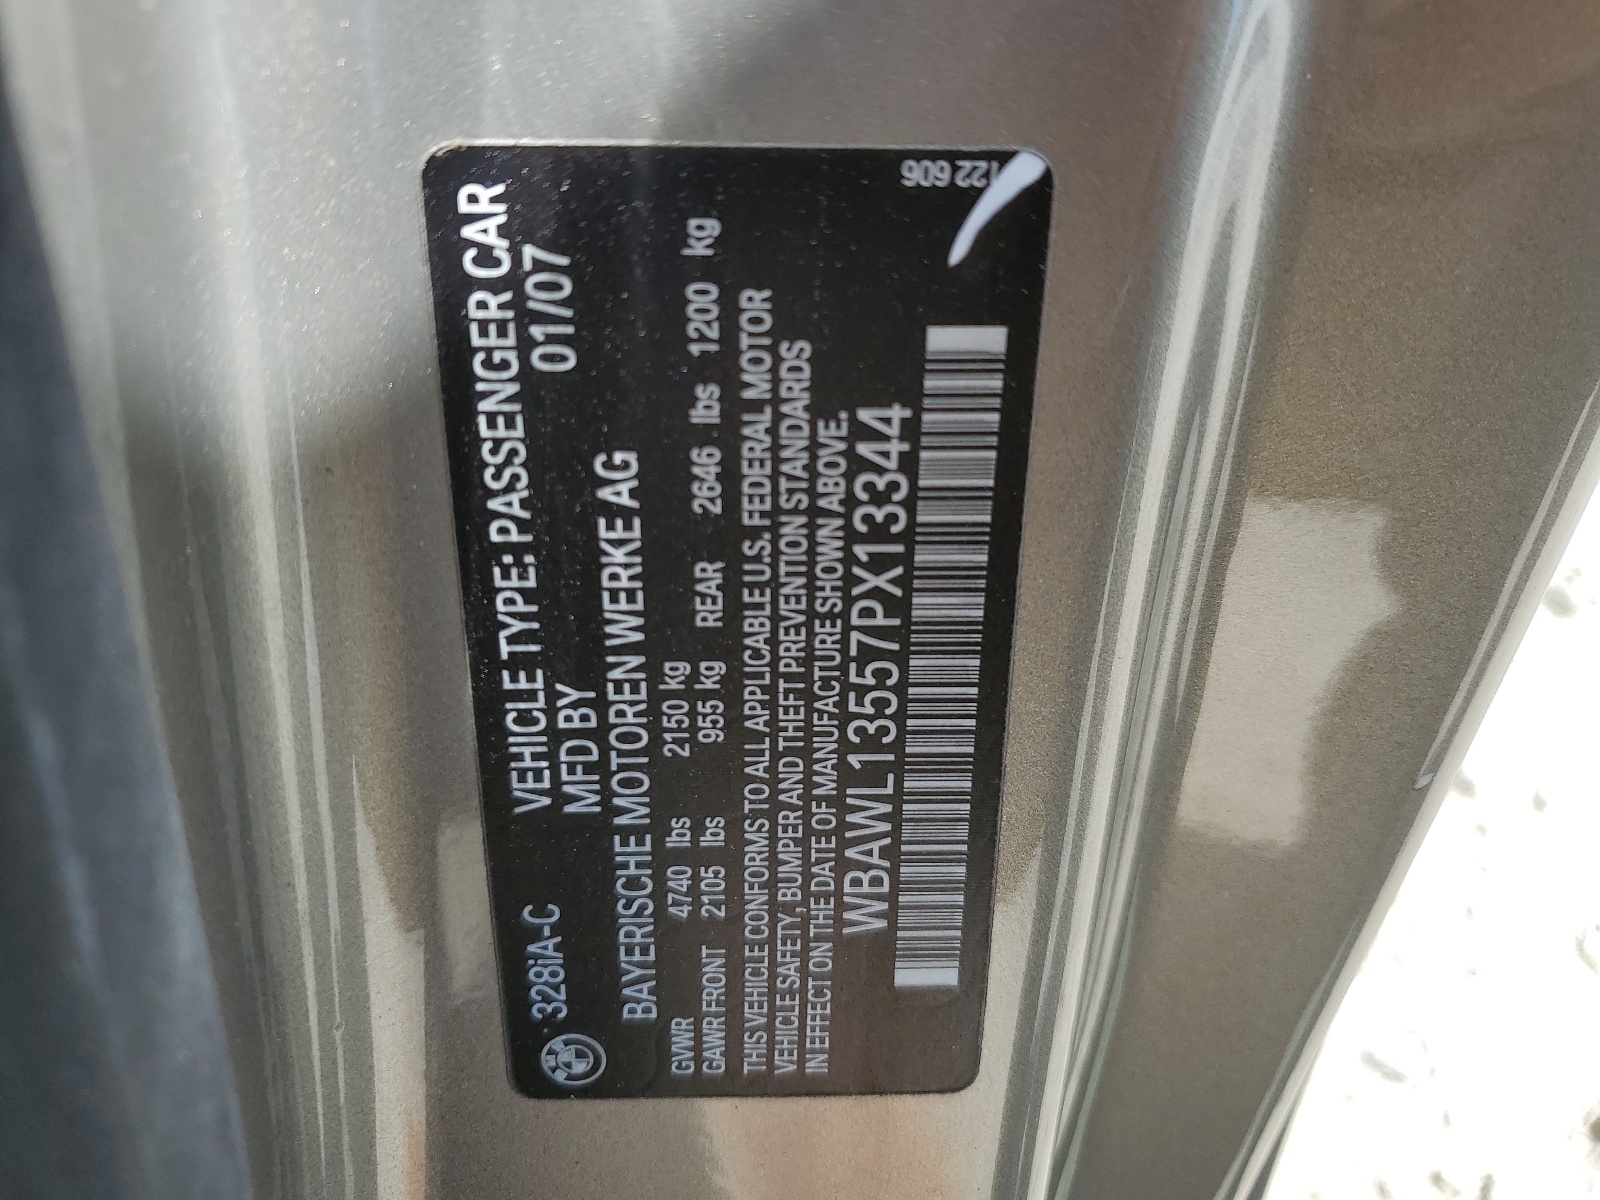 328iA-C VEHICLE TYPE: PASSENGER CAR
MFD BY 01/07
BAYERISCHE MOTOREN WERKE AG
GVWR 4740 lbs 2150 kg
GAWR FRONT 2105 lbs 955 kg REAR 2646 lbs 1200 kg
THIS VEHICLE CONFORMS TO ALL APPLICABLE U.S. FEDERAL MOTOR
VEHICLE SAFETY, BUMPER AND THEFT PREVENTION STANDARDS
IN EFFECT ON THE DATE OF MANUFACTURE SHOWN ABOVE.
WBAWL13557PX13344
122 606